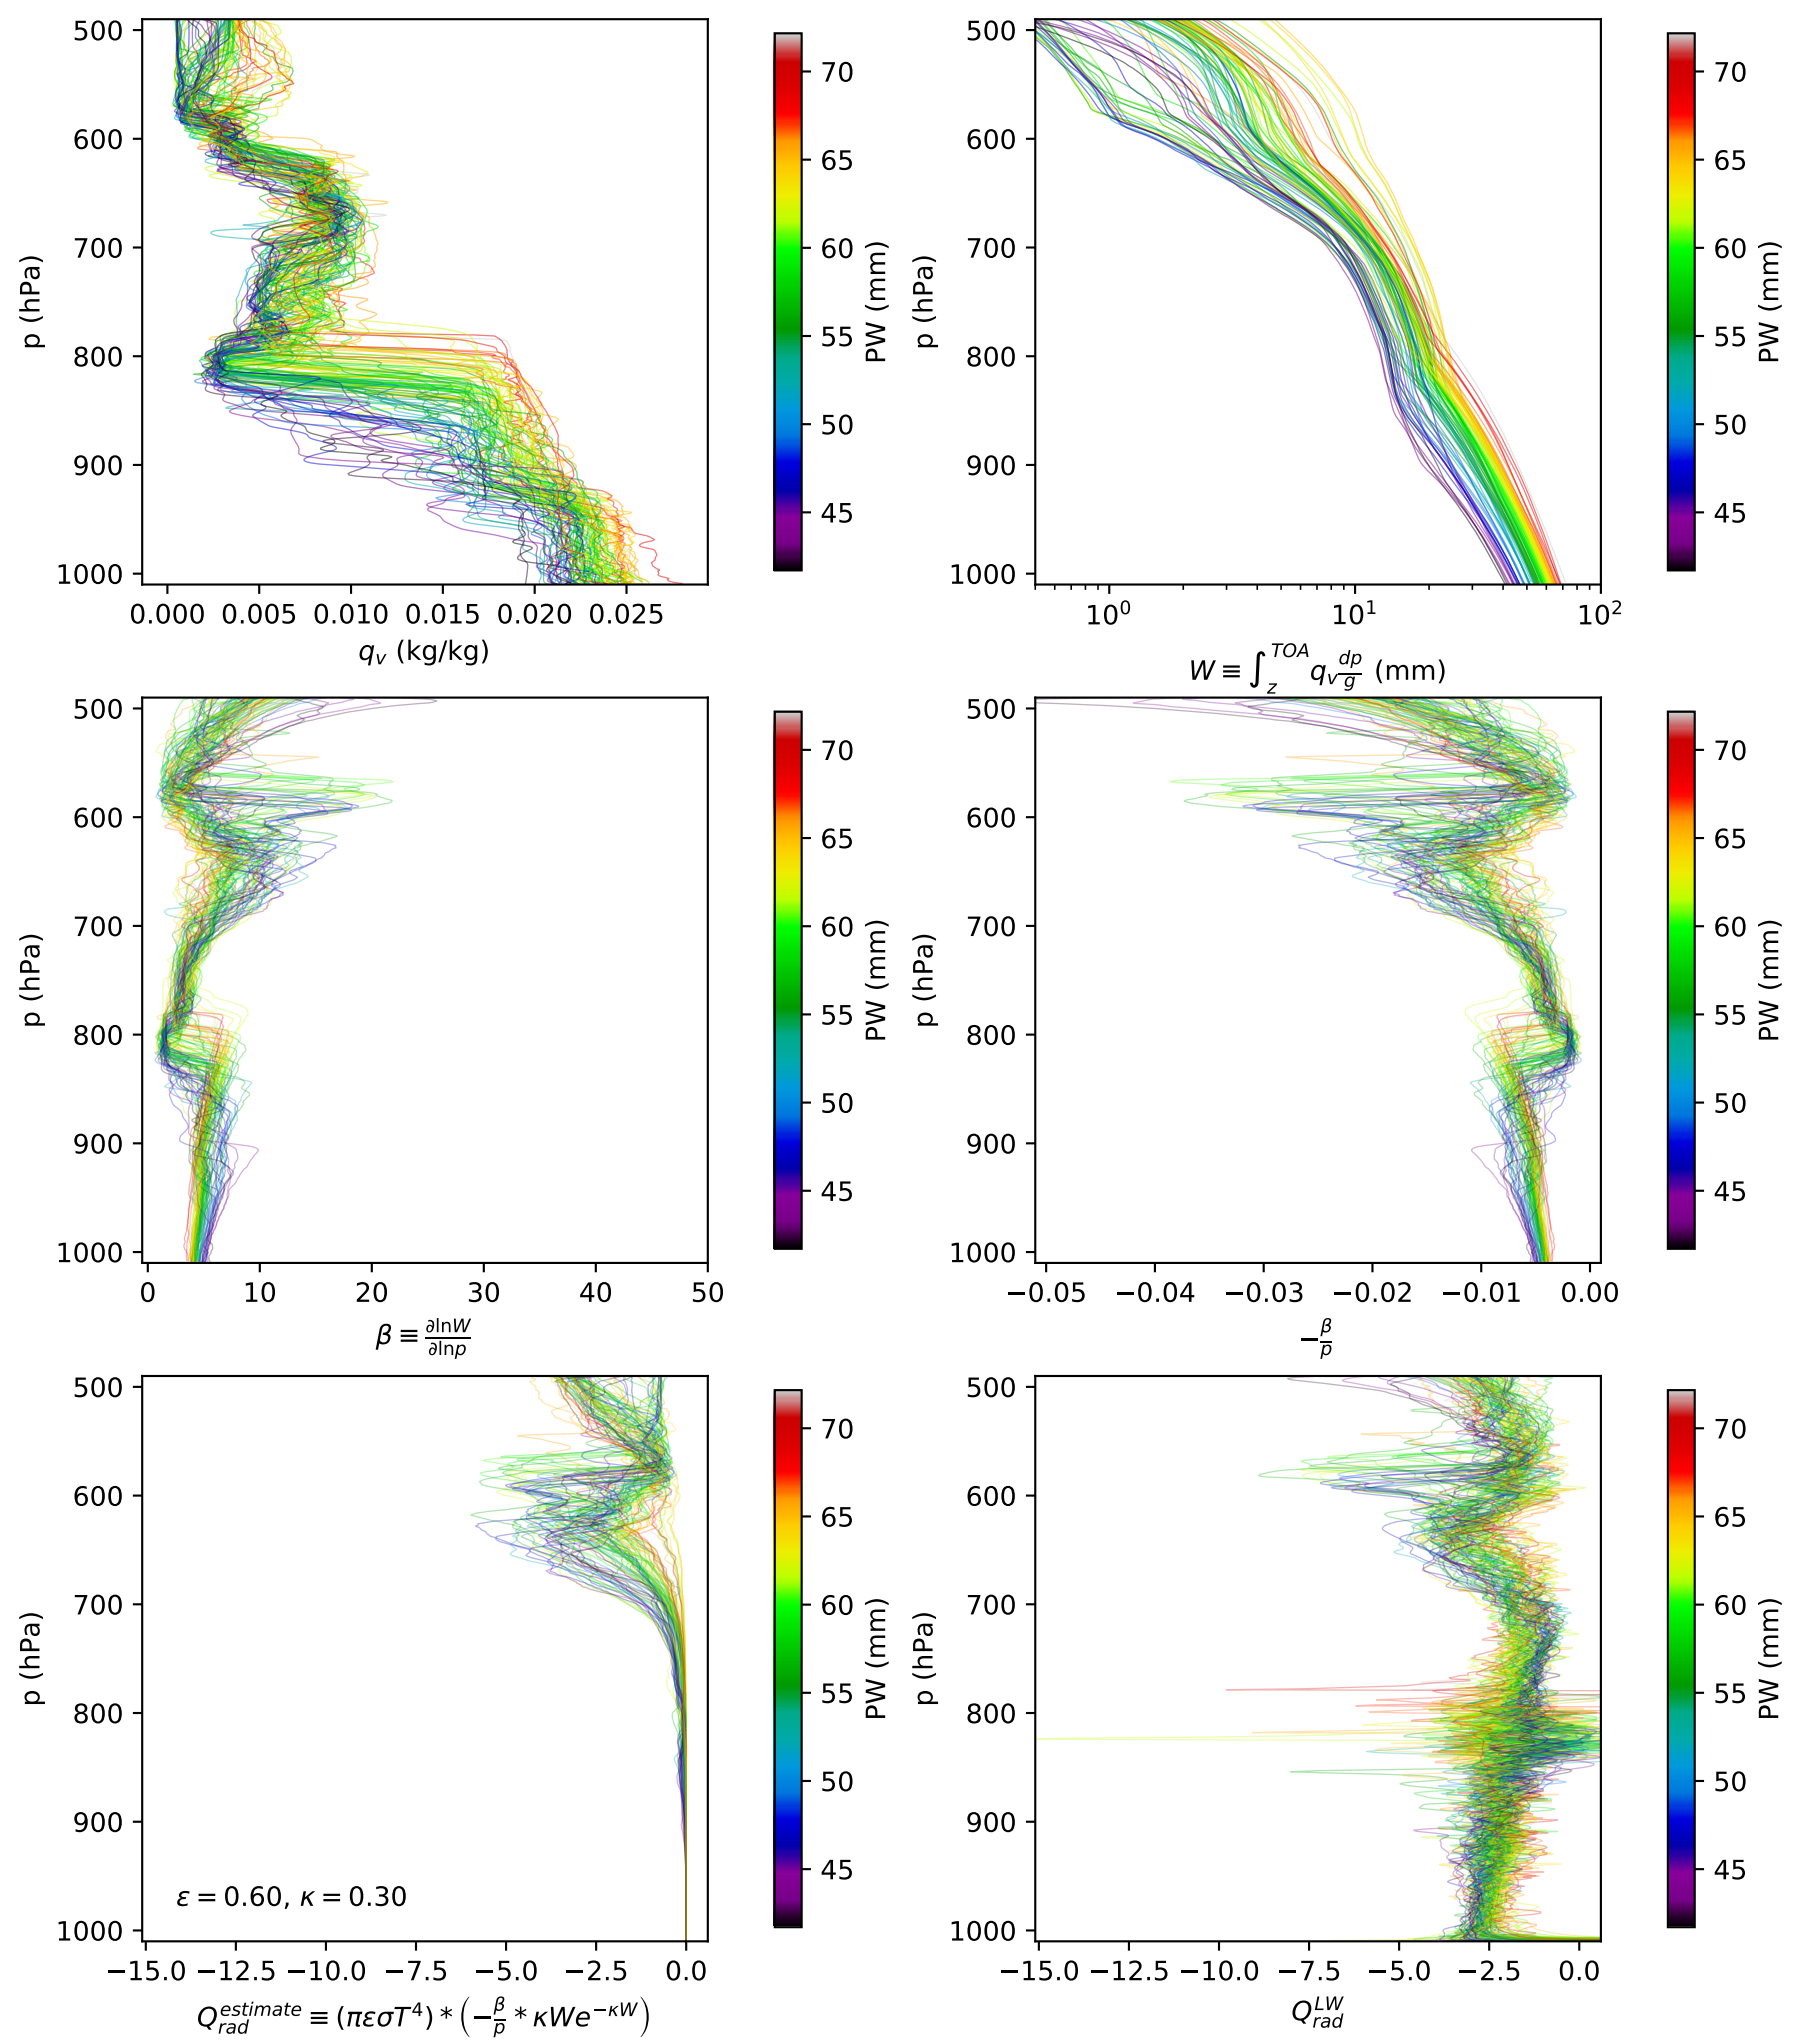 500
600
700
800
900
1000
p (hPa)
0.000 0.005 0.010 0.015 0.020 0.025
q_v (kg/kg)
70
65
60
55
50
45
PW (mm)
500
600
700
800
900
1000
p (hPa)
10^0 10^1 10^2
W ≡ ∫_z^{TOA} q_v \frac{dp}{g} (mm)
70
65
60
55
50
45
PW (mm)
500
600
700
800
900
1000
p (hPa)
0 10 20 30 40 50
β ≡ \frac{∂lnW}{∂lnp}
70
65
60
55
50
45
PW (mm)
500
600
700
800
900
1000
p (hPa)
−0.05 −0.04 −0.03 −0.02 −0.01 0.00
−\frac{β}{p}
70
65
60
55
50
45
PW (mm)
500
600
700
800
900
1000
p (hPa)
ε = 0.60, κ = 0.30
−15.0 −12.5 −10.0 −7.5 −5.0 −2.5 0.0
Q_{rad}^{estimate} ≡ (πεσT^4) * (−\frac{β}{p} * κWe^{−κW})
70
65
60
55
50
45
PW (mm)
500
600
700
800
900
1000
p (hPa)
−15.0 −12.5 −10.0 −7.5 −5.0 −2.5 0.0
Q_{rad}^{LW}
70
65
60
55
50
45
PW (mm)